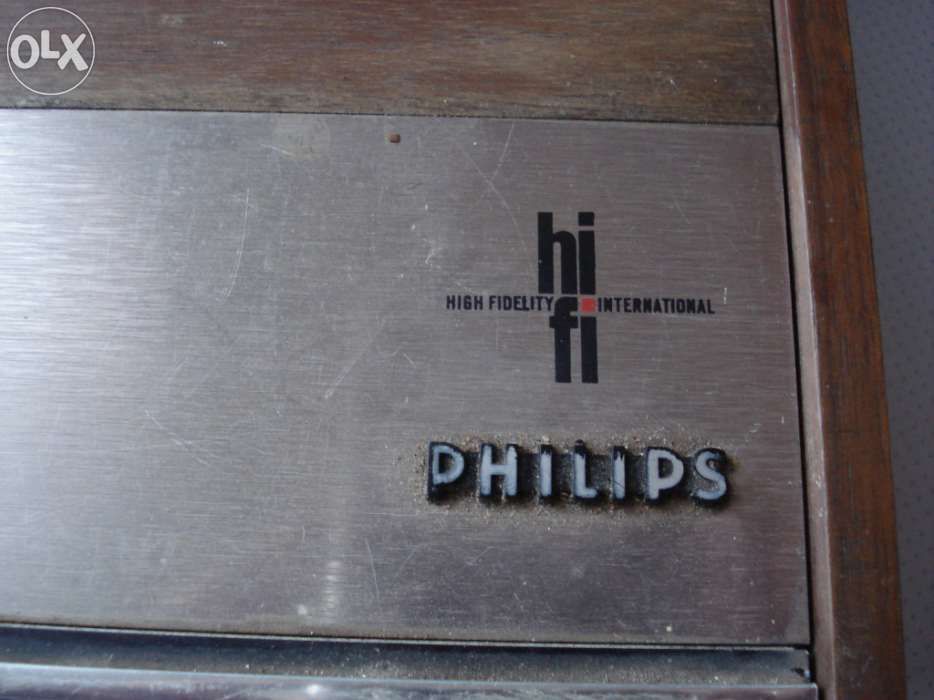 OLX
hi
HIGH FIDELITY INTERNATIONAL
fi
PHILIPS